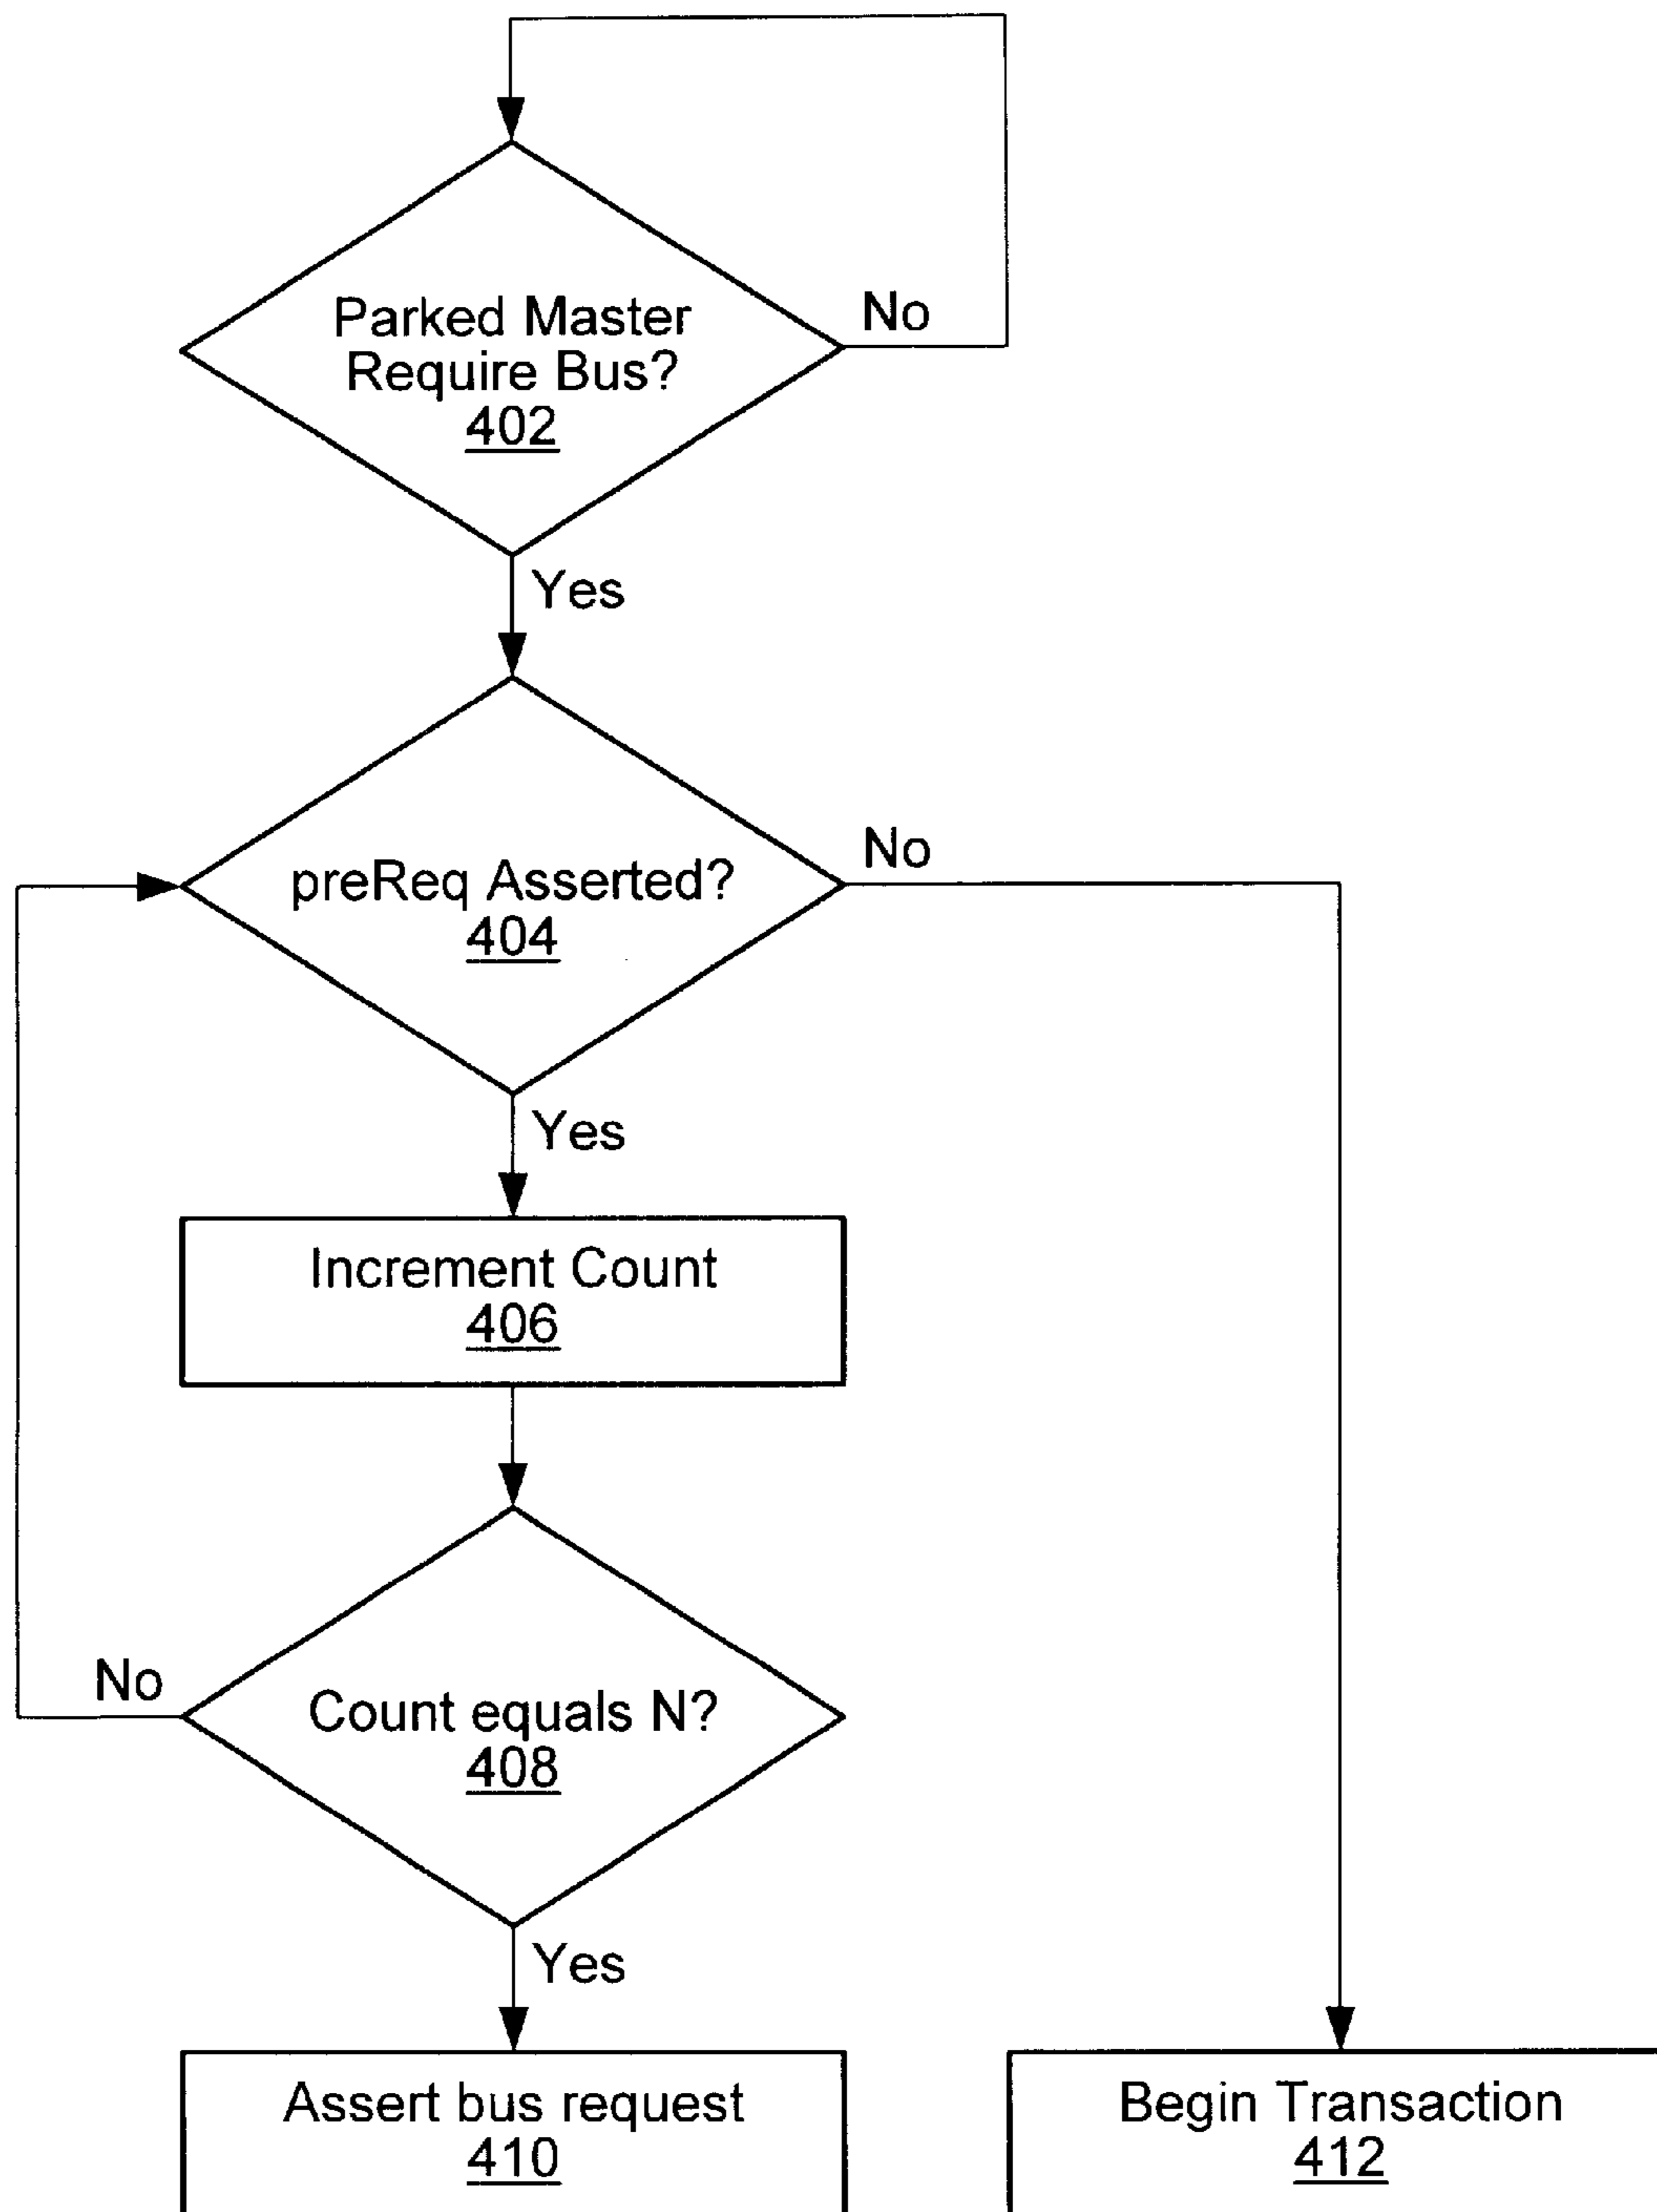 Parked Master
Require Bus?
402
No
Yes
preReq Asserted?
404
No
Yes
Increment Count
406
Count equals N?
408
No
Yes
Assert bus request
410
Begin Transaction
412